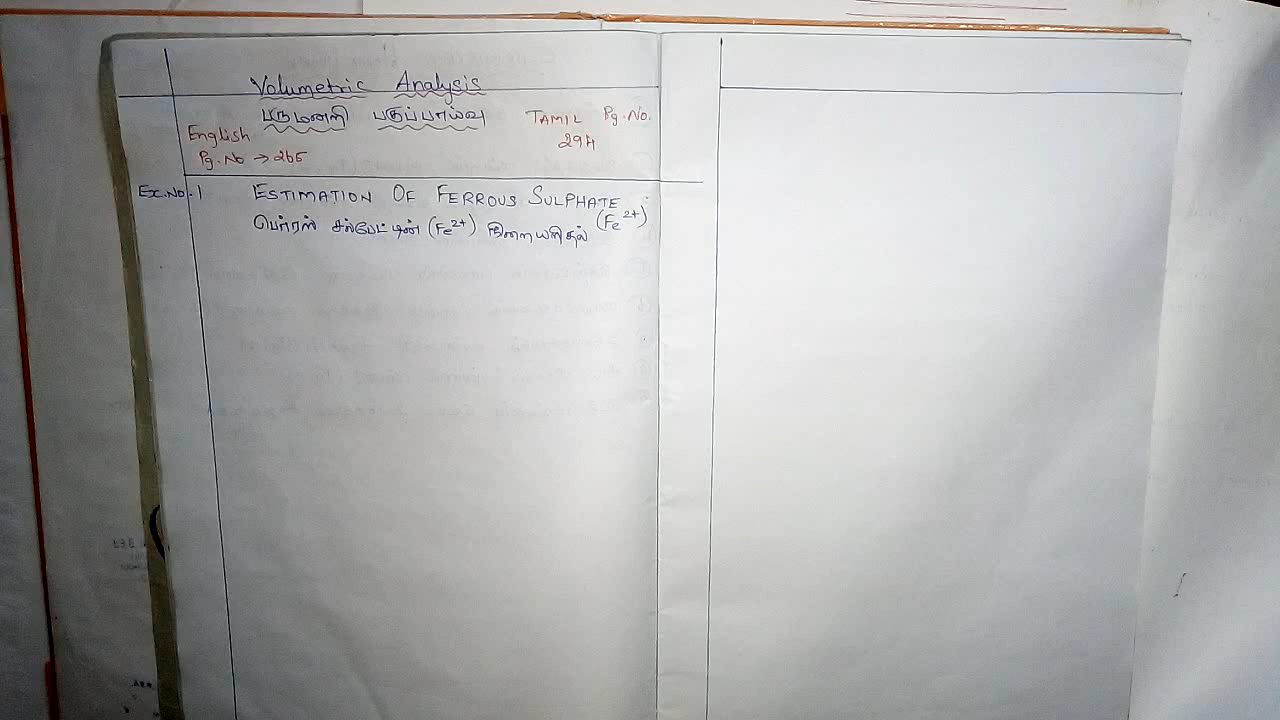 Volumetric Analysis
பருமனறி பகுப்பாய்வு
English
Pg.No → 265
TAMIL Pg.No.
294
Ex.No.1 ESTIMATION OF FERROUS SULPHATE (Fe2+)
பெர்ரஸ் சல்பேட்டின் (Fe2+) நிறையறிதல்